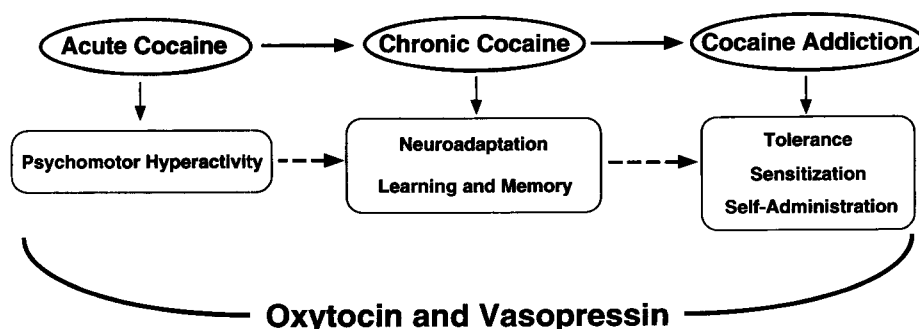 Acute Cocaine
Chronic Cocaine
Cocaine Addiction
Psychomotor Hyperactivity
Neuroadaptation
Learning and Memory
Tolerance
Sensitization
Self-Administration
Oxytocin and Vasopressin